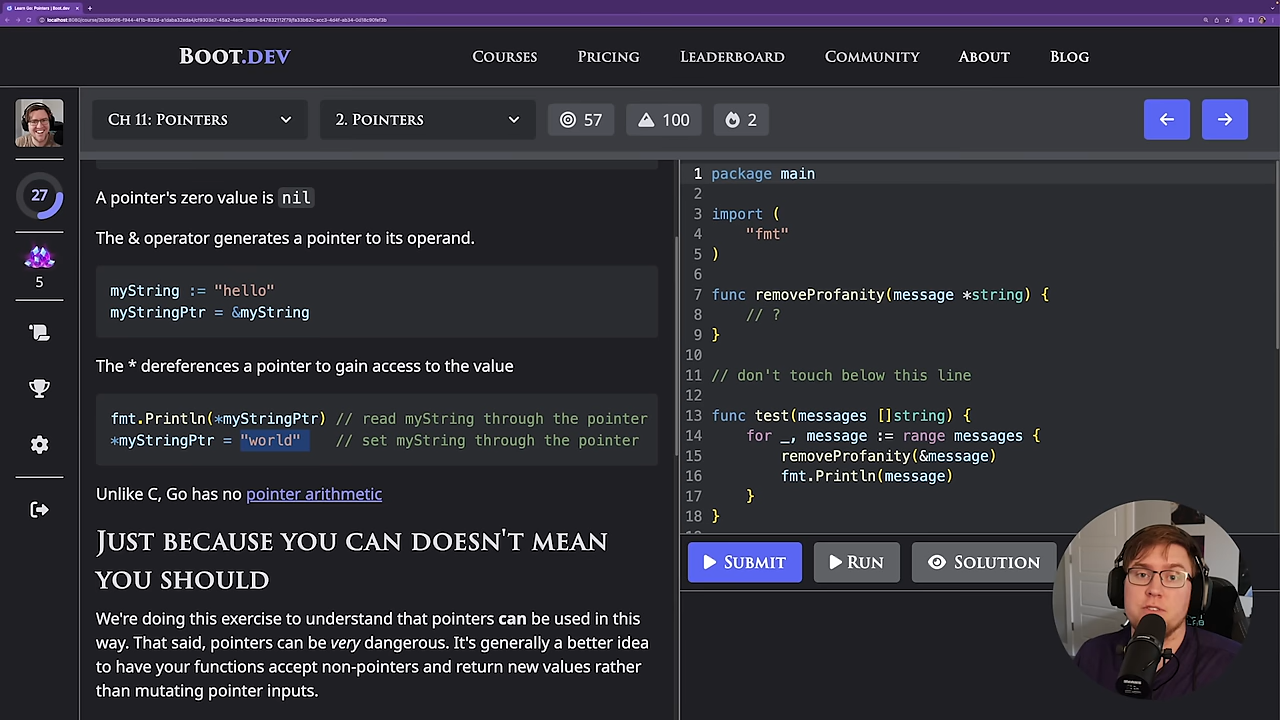 Learn Go: Pointers | Boot.dev
BOOT.DEV
COURSES
PRICING
LEADERBOARD
COMMUNITY
ABOUT
BLOG
CH 11: POINTERS
2. POINTERS
57
100
2
27
5
A pointer's zero value is nil
The & operator generates a pointer to its operand.
myString := "hello"
myStringPtr = &myString
The * dereferences a pointer to gain access to the value
fmt.Println(*myStringPtr) // read myString through the pointer
*myStringPtr = "world"    // set myString through the pointer
Unlike C, Go has no pointer arithmetic
JUST BECAUSE YOU CAN DOESN'T MEAN
YOU SHOULD
We're doing this exercise to understand that pointers can be used in this
way. That said, pointers can be very dangerous. It's generally a better idea
to have your functions accept non-pointers and return new values rather
than mutating pointer inputs.
1 package main
2
3 import (
4     "fmt"
5 )
6
7 func removeProfanity(message *string) {
8     // ?
9 }
10
11 // don't touch below this line
12
13 func test(messages []string) {
14     for _, message := range messages {
15         removeProfanity(&message)
16         fmt.Println(message)
17     }
18 }
SUBMIT
RUN
SOLUTION